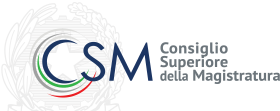 CSM
Consiglio
Superiore
della Magistratura